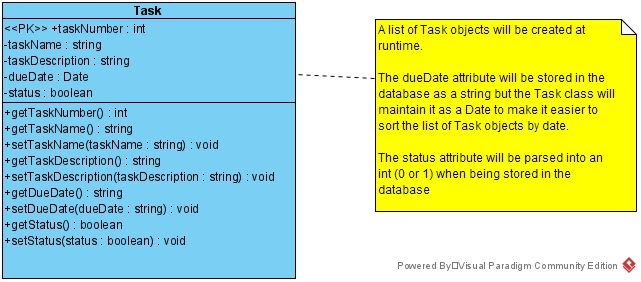 Task
<<PK>> +taskNumber : int
-taskName : string
-taskDescription : string
-dueDate : Date
-status : boolean
+getTaskNumber() : int
+getTaskName() : string
+setTaskName(taskName : string) : void
+getTaskDescription() : string
+setTaskDescription(taskDescription : string) : void
+getDueDate() : string
+setDueDate(dueDate : string) : void
+getStatus() : boolean
+setStatus(status : boolean) : void
A list of Task objects will be created at
runtime.
The dueDate attribute will be stored in the
database as a string but the Task class will
maintain it as a Date to make it easier to
sort the list of Task objects by date.
The status attribute will be parsed into an
int (0 or 1) when being stored in the
database
Powered By Visual Paradigm Community Edition